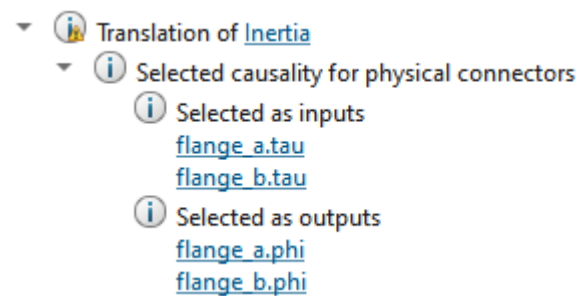 Translation of Inertia
Selected causality for physical connectors
Selected as inputs
flange_a.tau
flange_b.tau
Selected as outputs
flange_a.phi
flange_b.phi